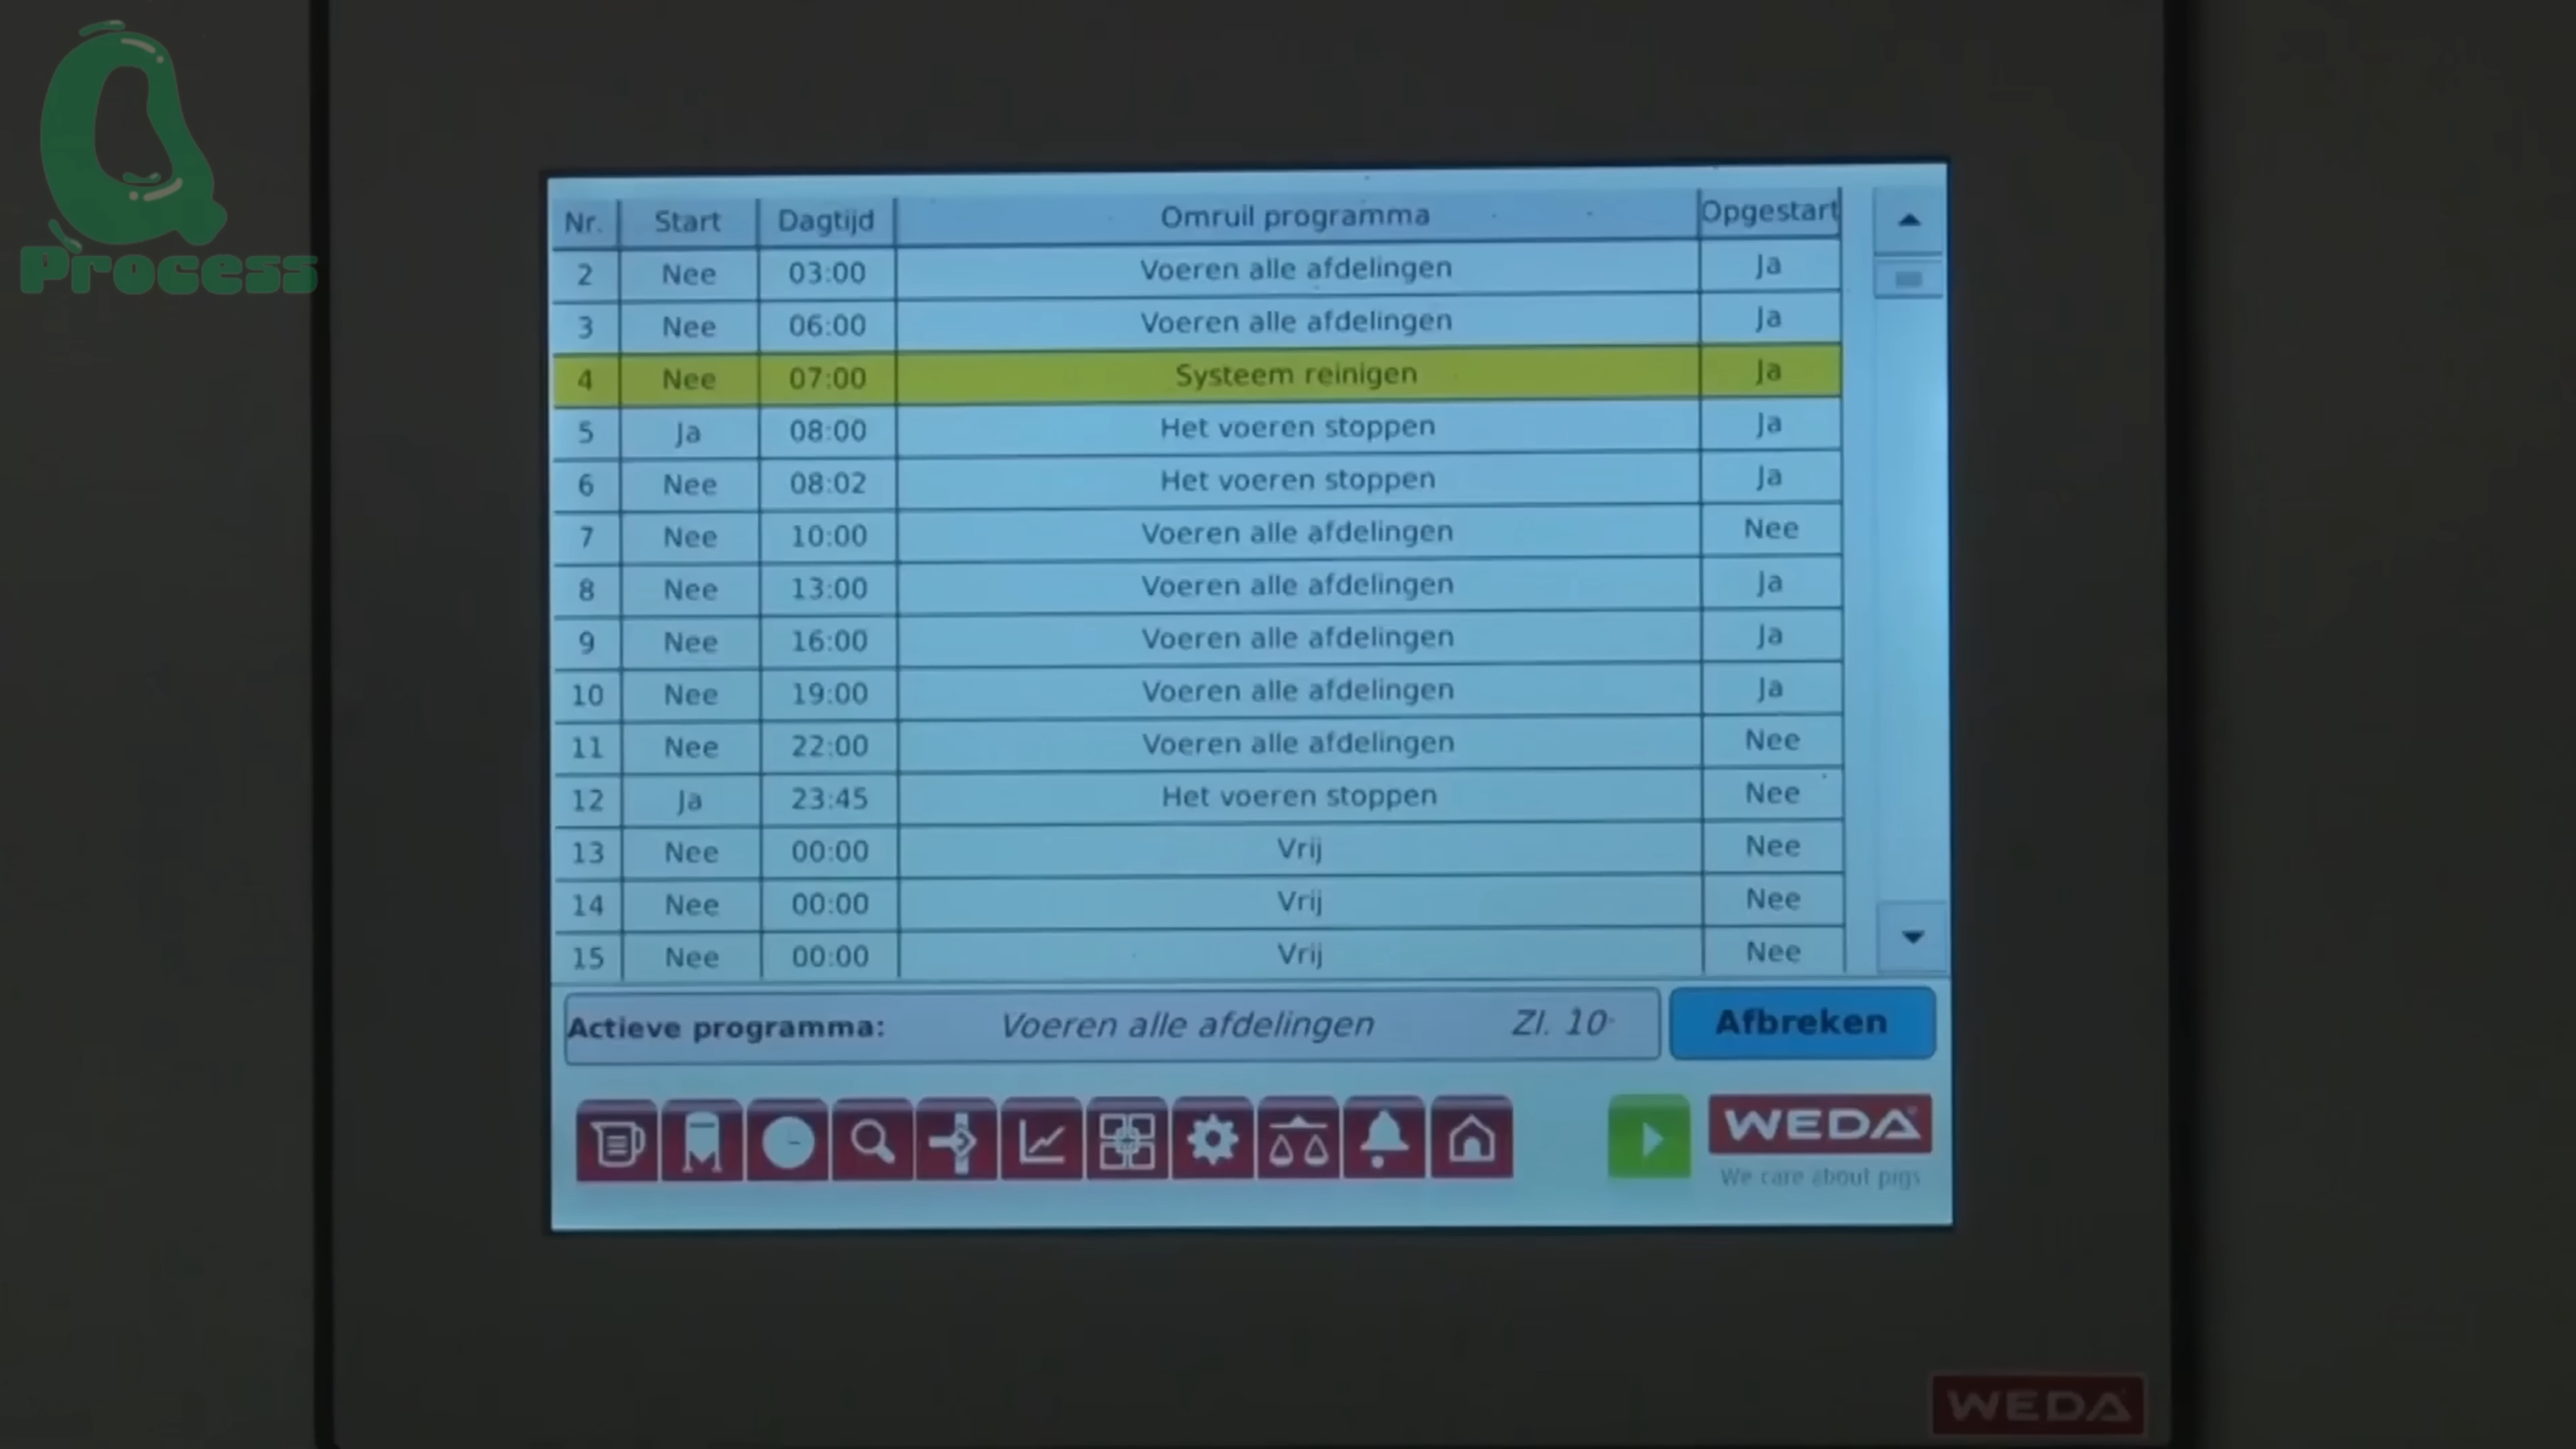 Q
Process
Nr. Start Dagtijd Omruil programma Opgestart
2 Nee 03:00 Voeren alle afdelingen Ja
3 Nee 06:00 Voeren alle afdelingen Ja
4 Nee 07:00 Systeem reinigen Ja
5 Ja 08:00 Het voeren stoppen Ja
6 Nee 08:02 Het voeren stoppen Ja
7 Nee 10:00 Voeren alle afdelingen Nee
8 Nee 13:00 Voeren alle afdelingen Ja
9 Nee 16:00 Voeren alle afdelingen Ja
10 Nee 19:00 Voeren alle afdelingen Ja
11 Nee 22:00 Voeren alle afdelingen Nee
12 Ja 23:45 Het voeren stoppen Nee
13 Nee 00:00 Vrij Nee
14 Nee 00:00 Vrij Nee
15 Nee 00:00 Vrij Nee
Actieve programma: Voeren alle afdelingen Zl. 10 Afbreken
WEDA
We care about pigs
WEDA